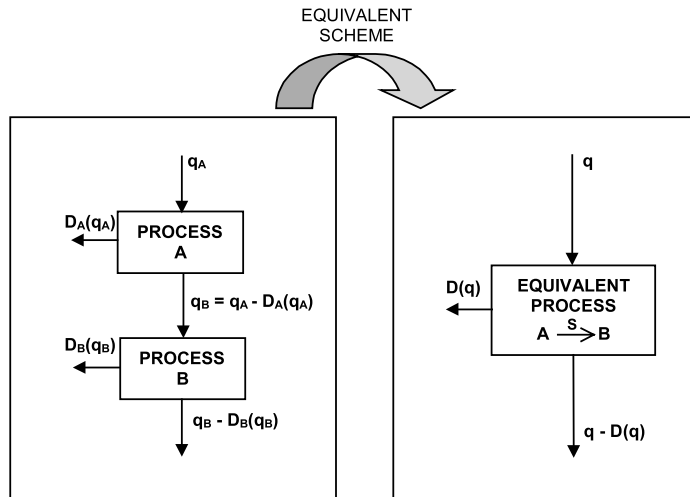 EQUIVALENT
SCHEME
qA
DA(qA)
PROCESS
A
qB = qA - DA(qA)
DB(qB)
PROCESS
B
qB - DB(qB)
q
D(q)
EQUIVALENT
PROCESS
A S B
q - D(q)